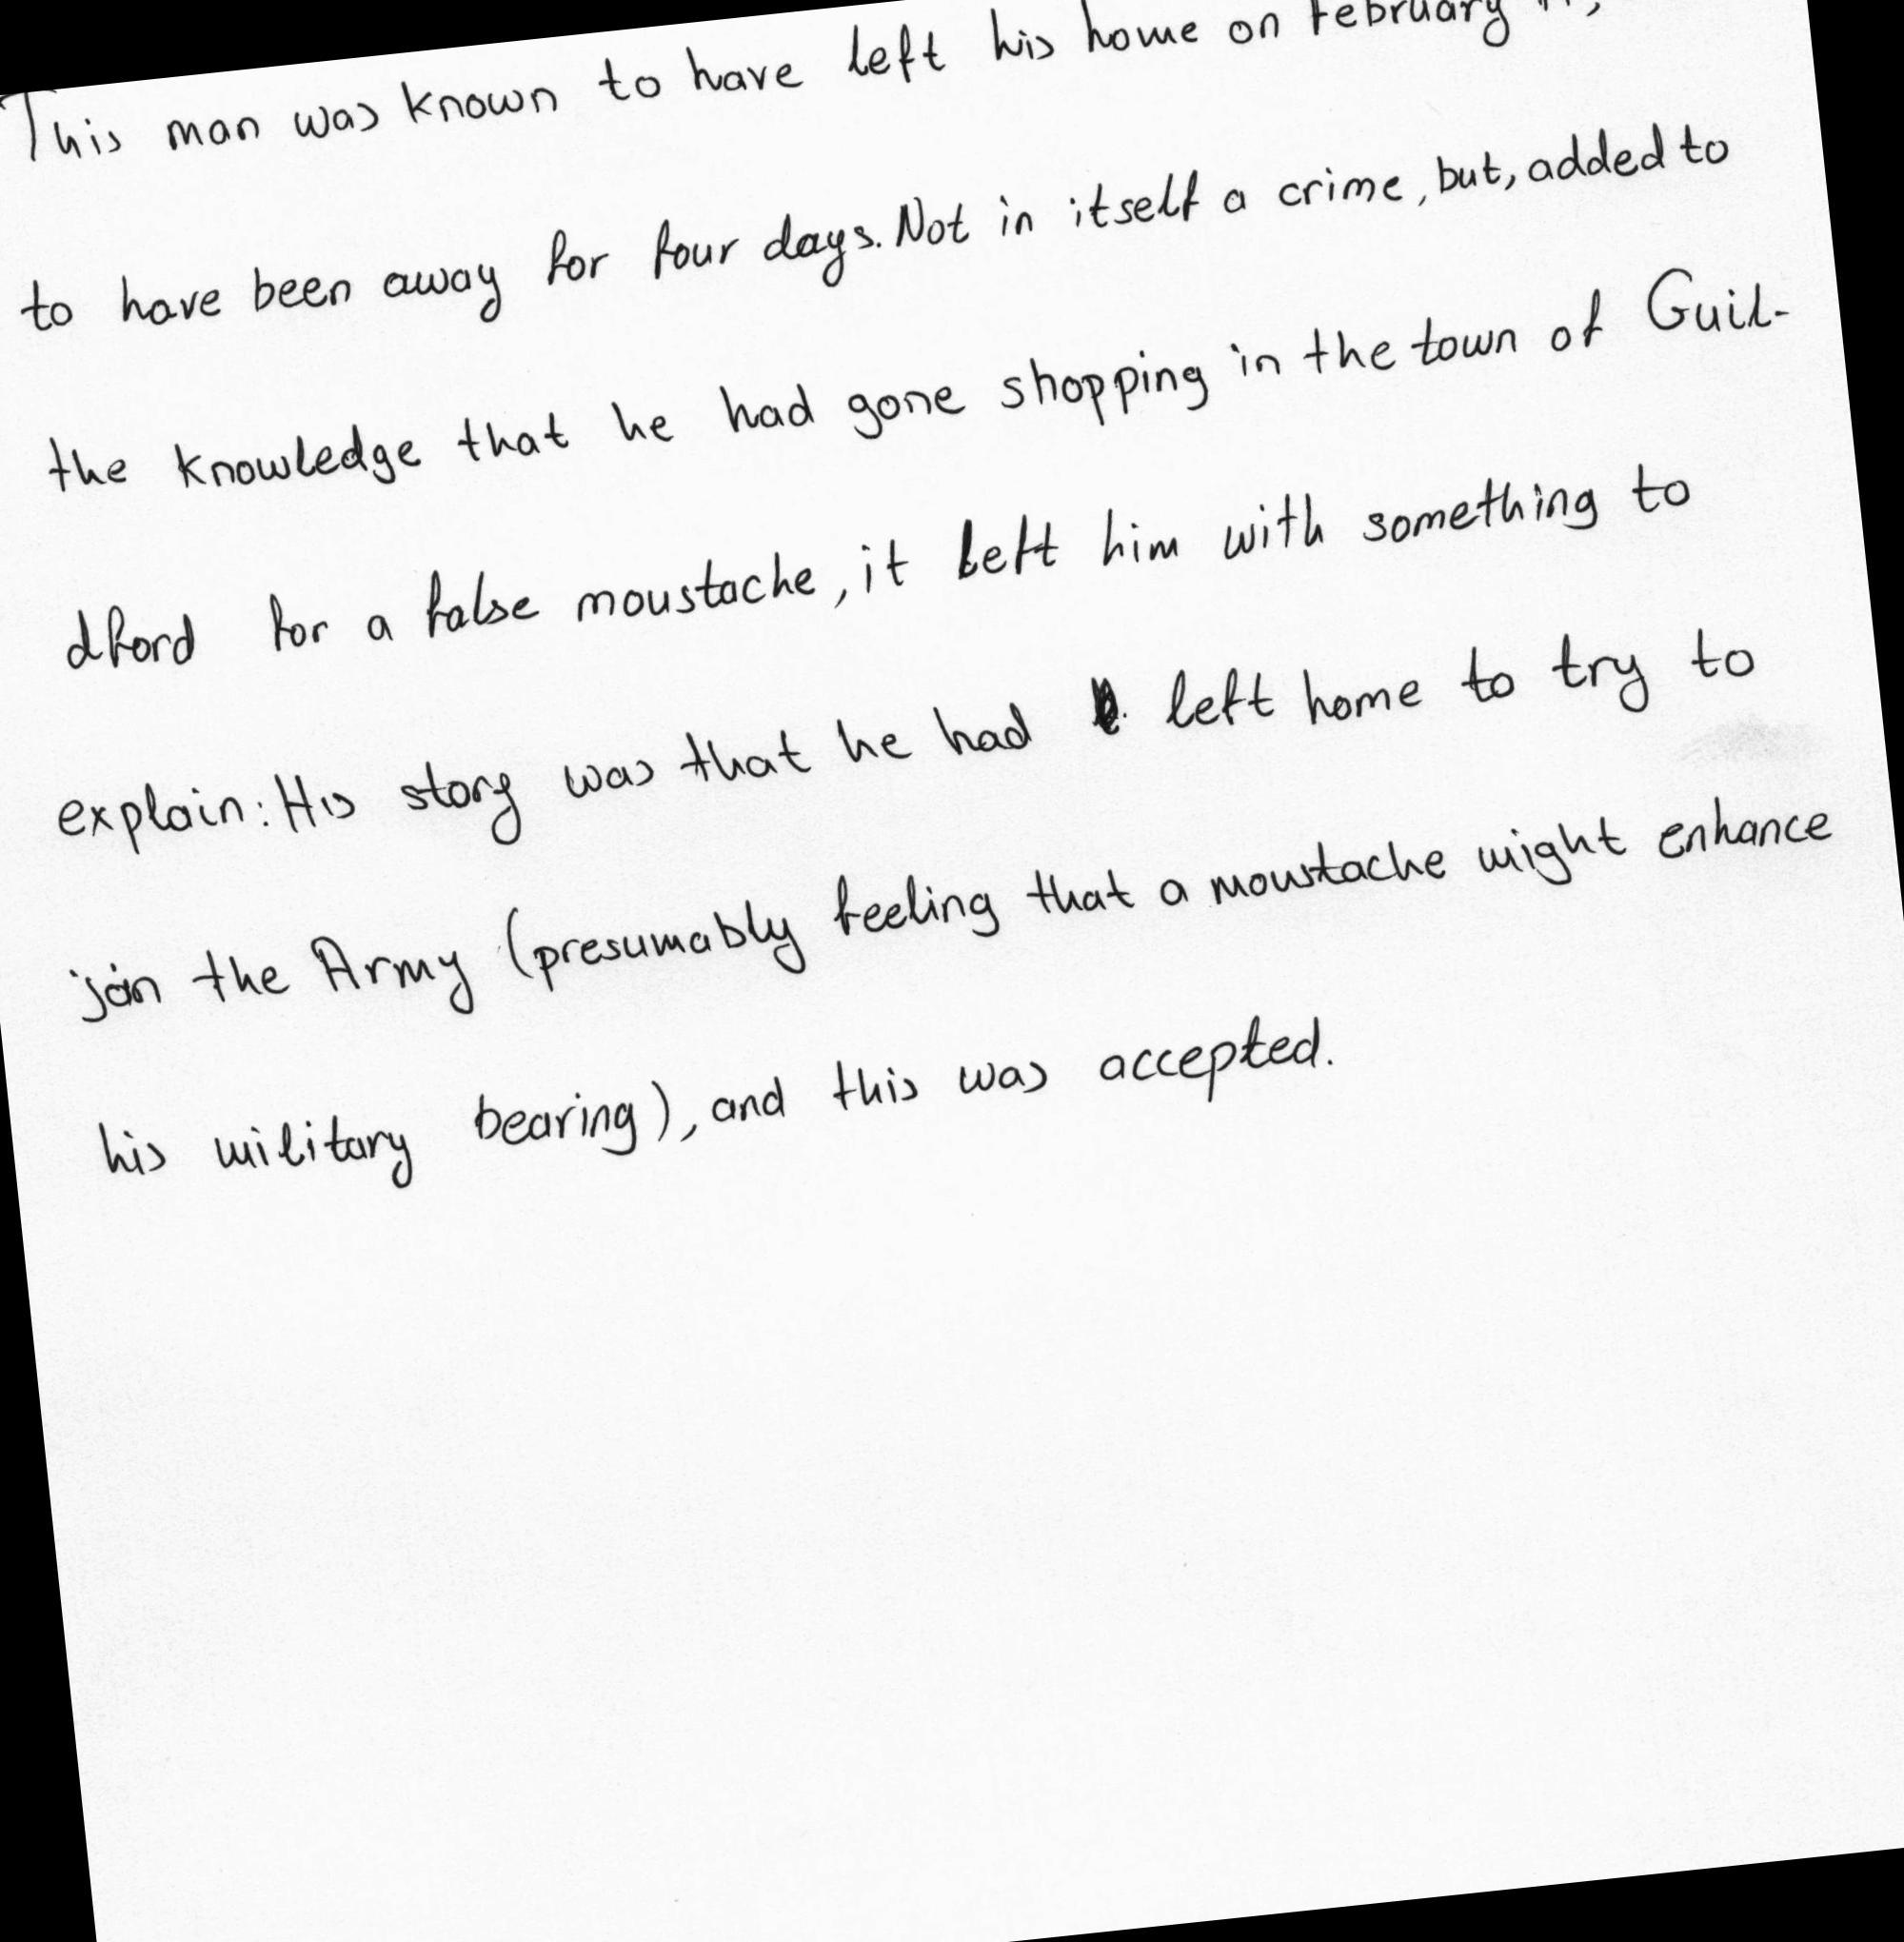 This man was known to have left his home on February
to have been away for four days. Not in itself a crime, but, added to
the knowledge that he had gone shopping in the town of Guil-
dford for a false moustache, it left him with something to
explain: His story was that he had left home to try to
join the Army (presumably feeling that a moustache might enhance
his military bearing), and this was accepted.